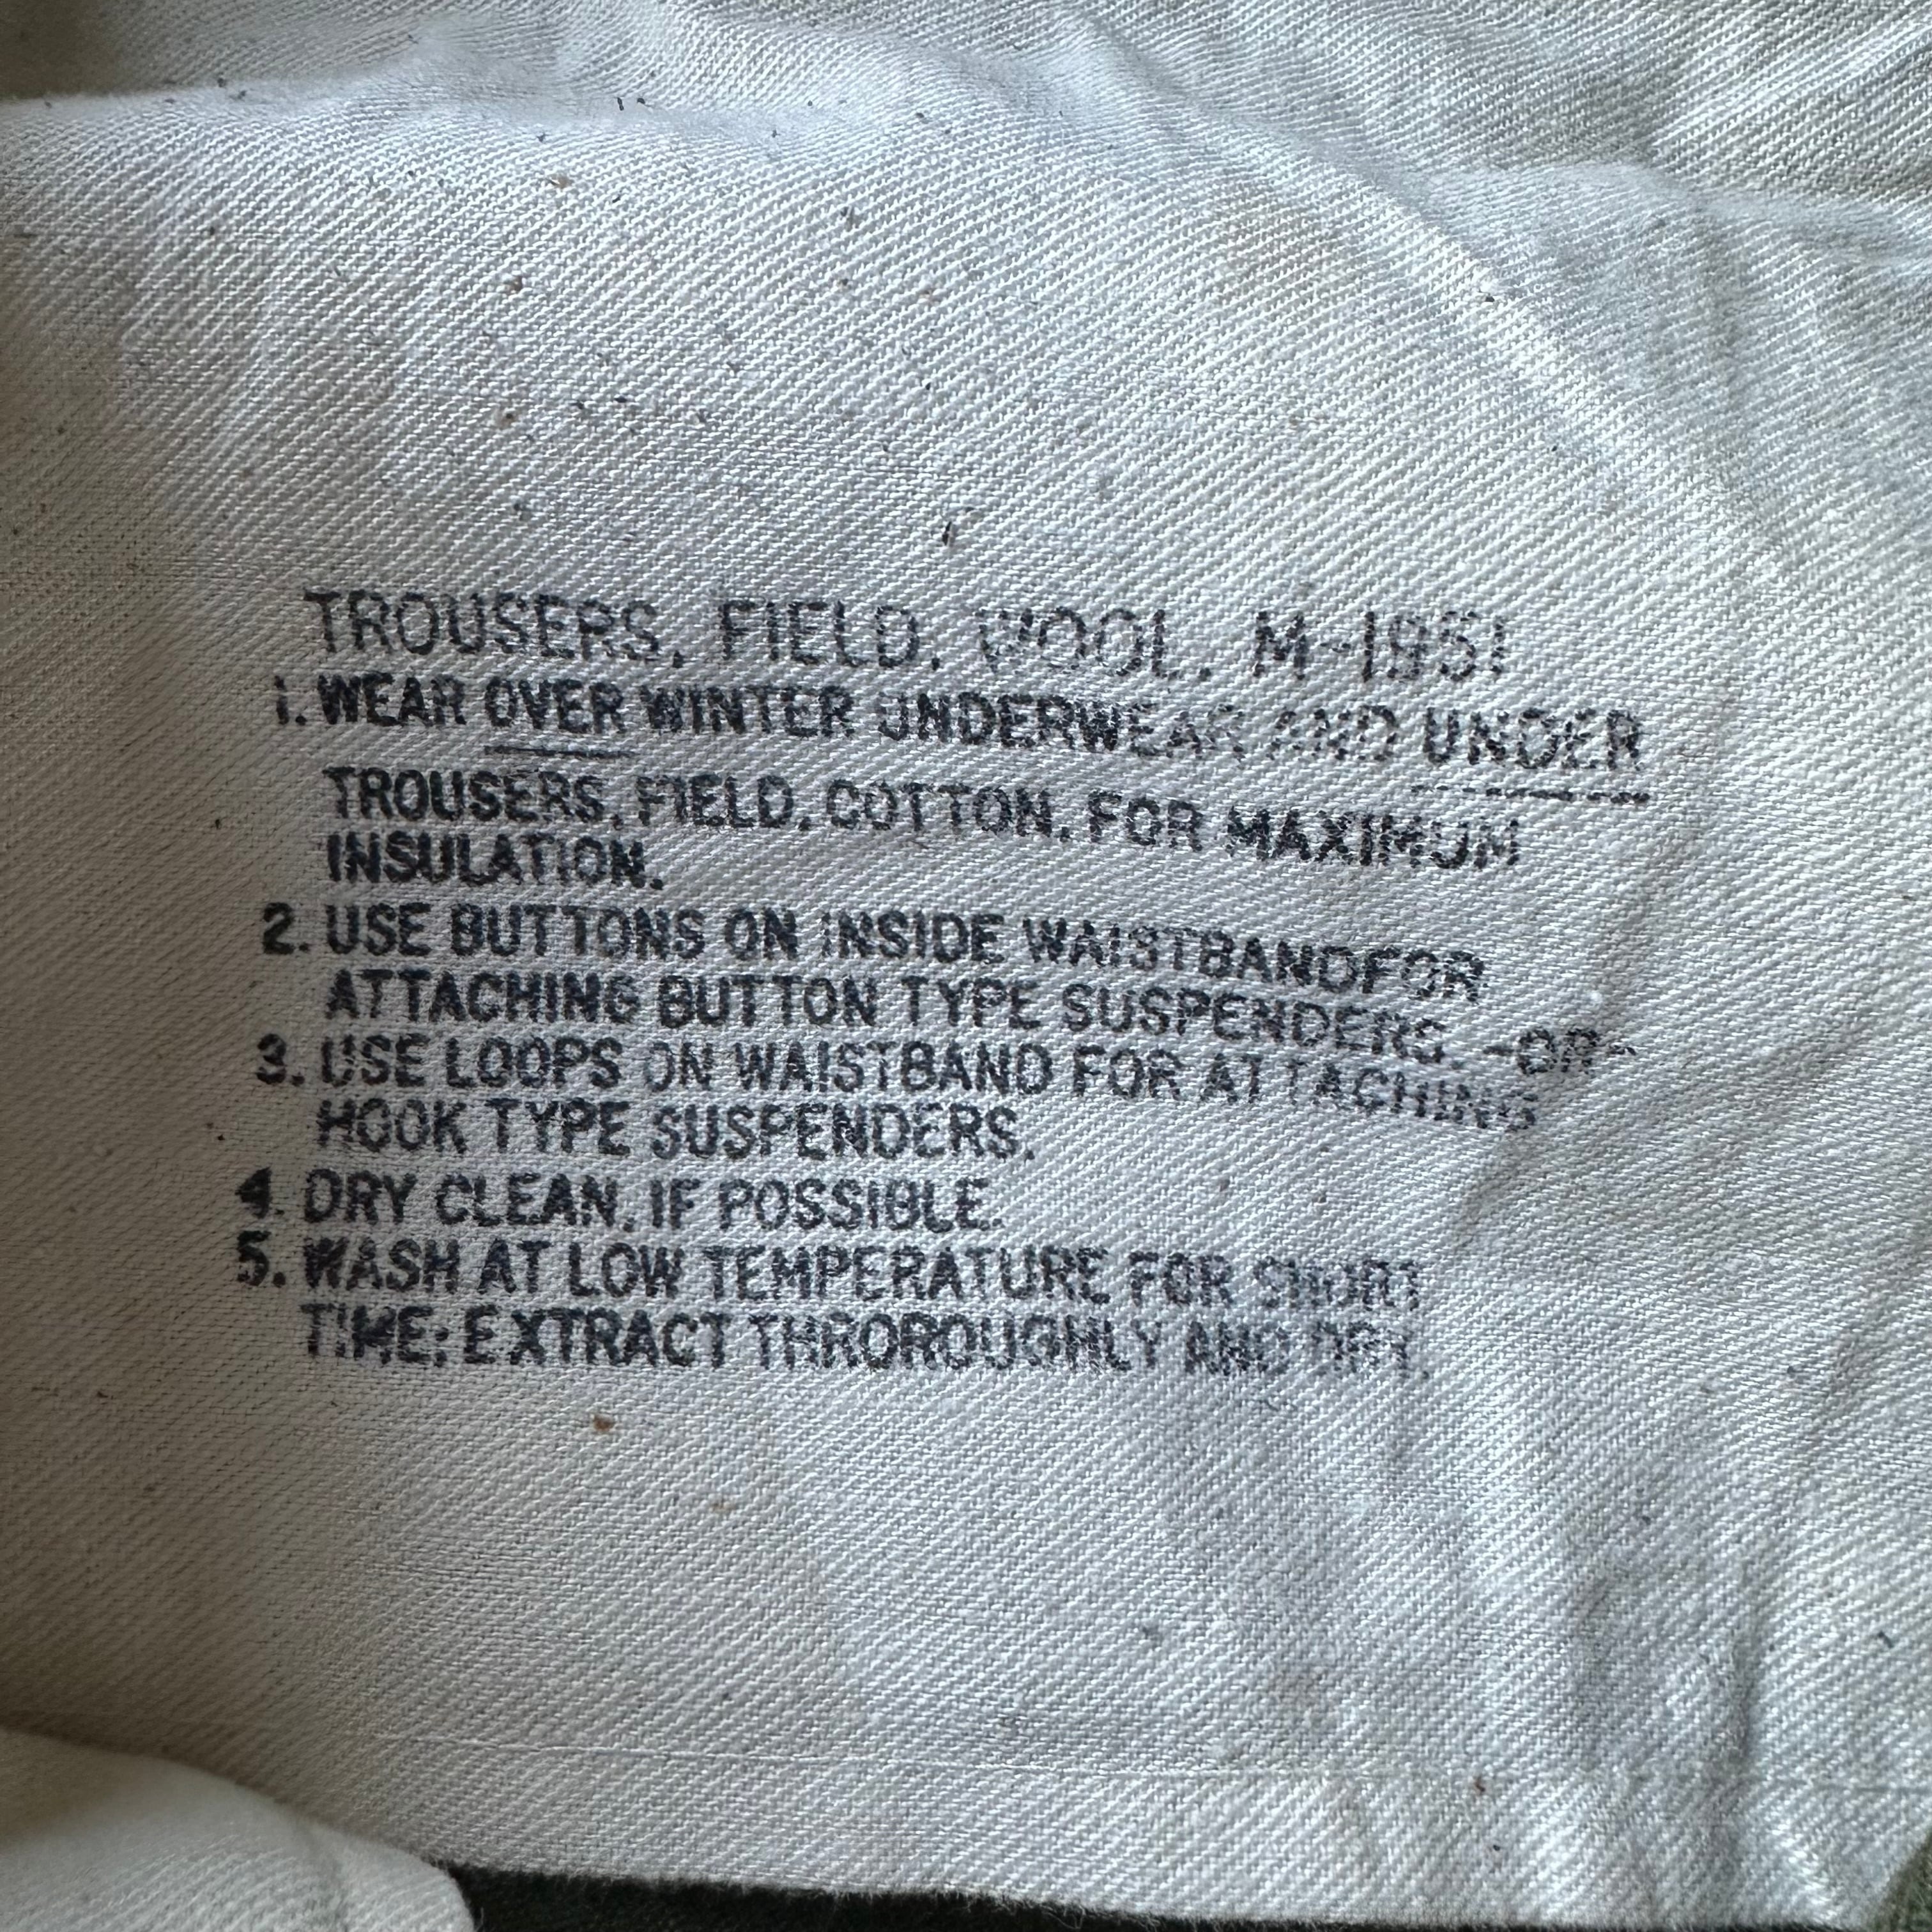 TROUSERS, FIELD, WOOL, M-1951
1. WEAR OVER WINTER UNDERWEAR AND UNDER
TROUSERS, FIELD, COTTON, FOR MAXIMUM
INSULATION.
2. USE BUTTONS ON INSIDE WAISTBANDFOR
ATTACHING BUTTON TYPE SUSPENDERS. -OR-
3. USE LOOPS ON WAISTBAND FOR ATTACHING
HOOK TYPE SUSPENDERS.
4. DRY CLEAN, IF POSSIBLE.
5. WASH AT LOW TEMPERATURE FOR SHORT
TIME; EXTRACT THROROUGHLY AND DRY.